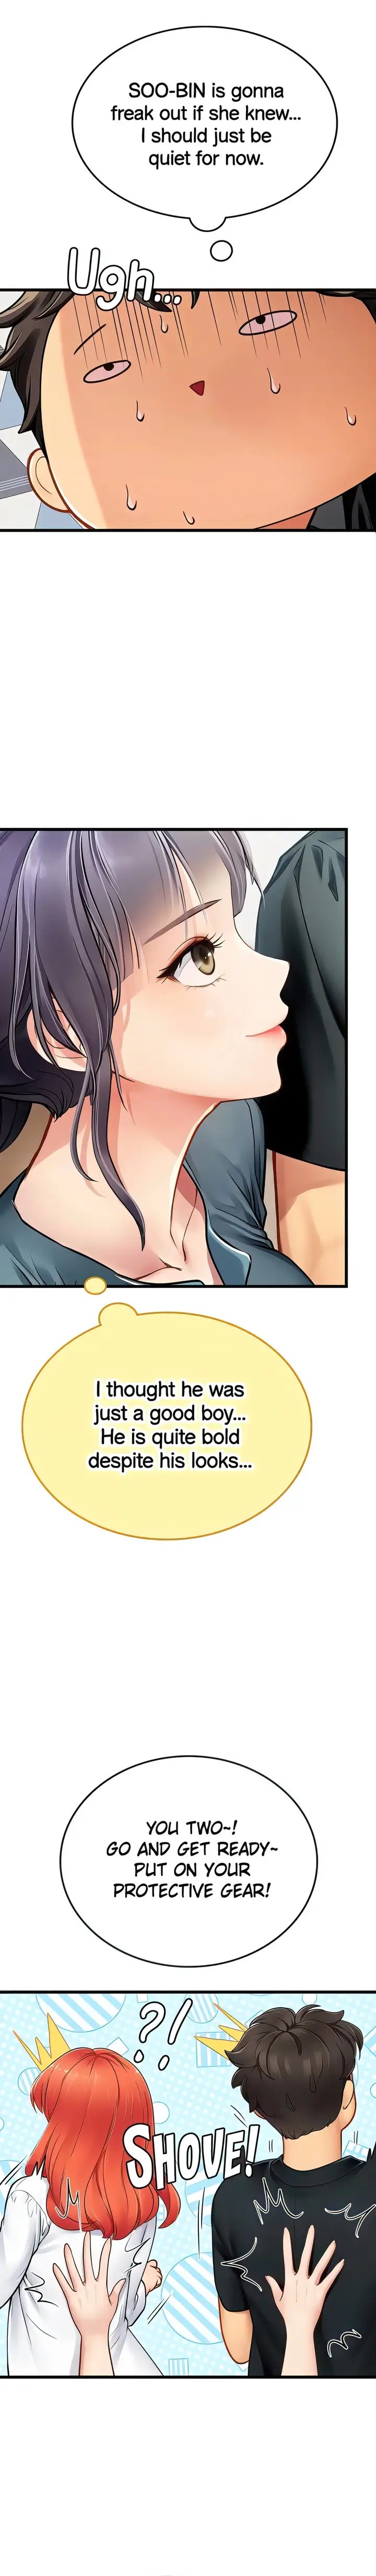 SOO-BIN is gonna
freak out if she knew...
I should just be
quiet for now.
Ugh...
I thought he was
just a good boy...
He is quite bold
despite his looks...
YOU TWO~!
GO AND GET READY~
PUT ON YOUR
PROTECTIVE GEAR!
?!
SHOVE!